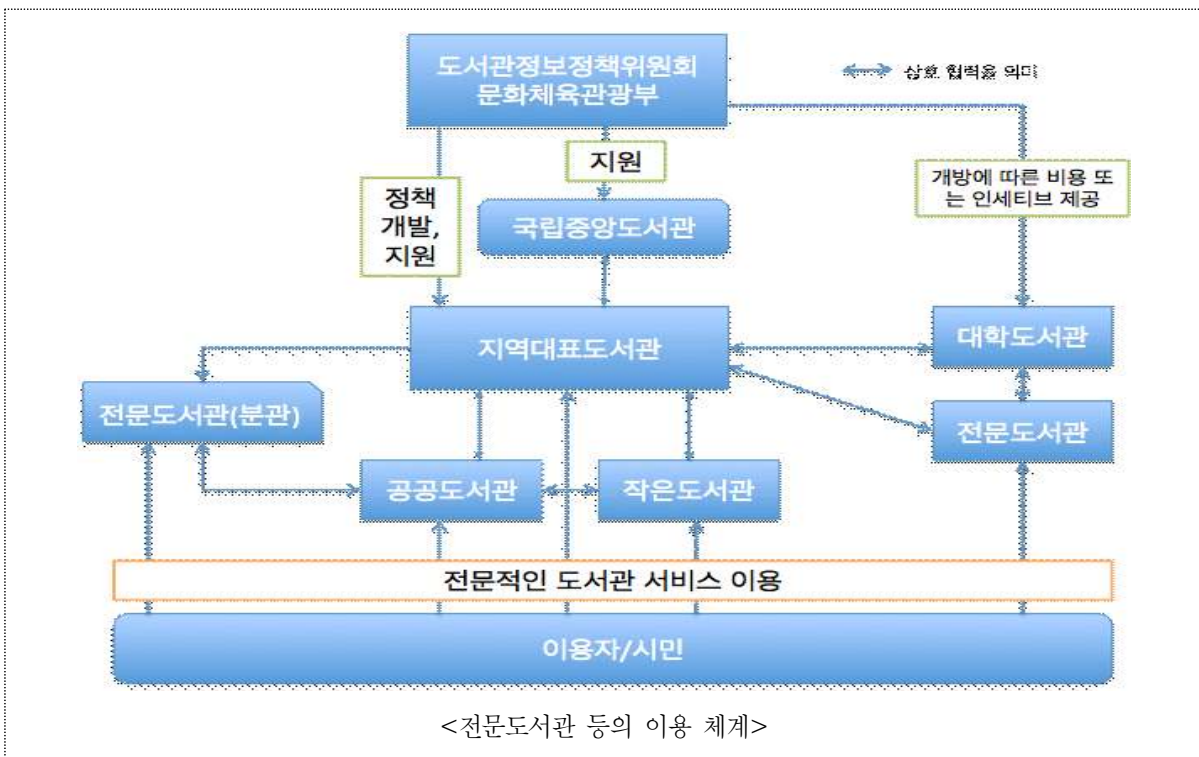 도서관정보정책위원회
문화체육관광부
상호 협력을 의미
지원
정책
개발,
지원
개방에 따른 비용 또
는 인세티브 제공
국립중앙도서관
지역대표도서관
대학도서관
전문도서관(분관)
전문도서관
공공도서관
작은도서관
전문적인 도서관 서비스 이용
이용자/시민
<전문도서관 등의 이용 체계>